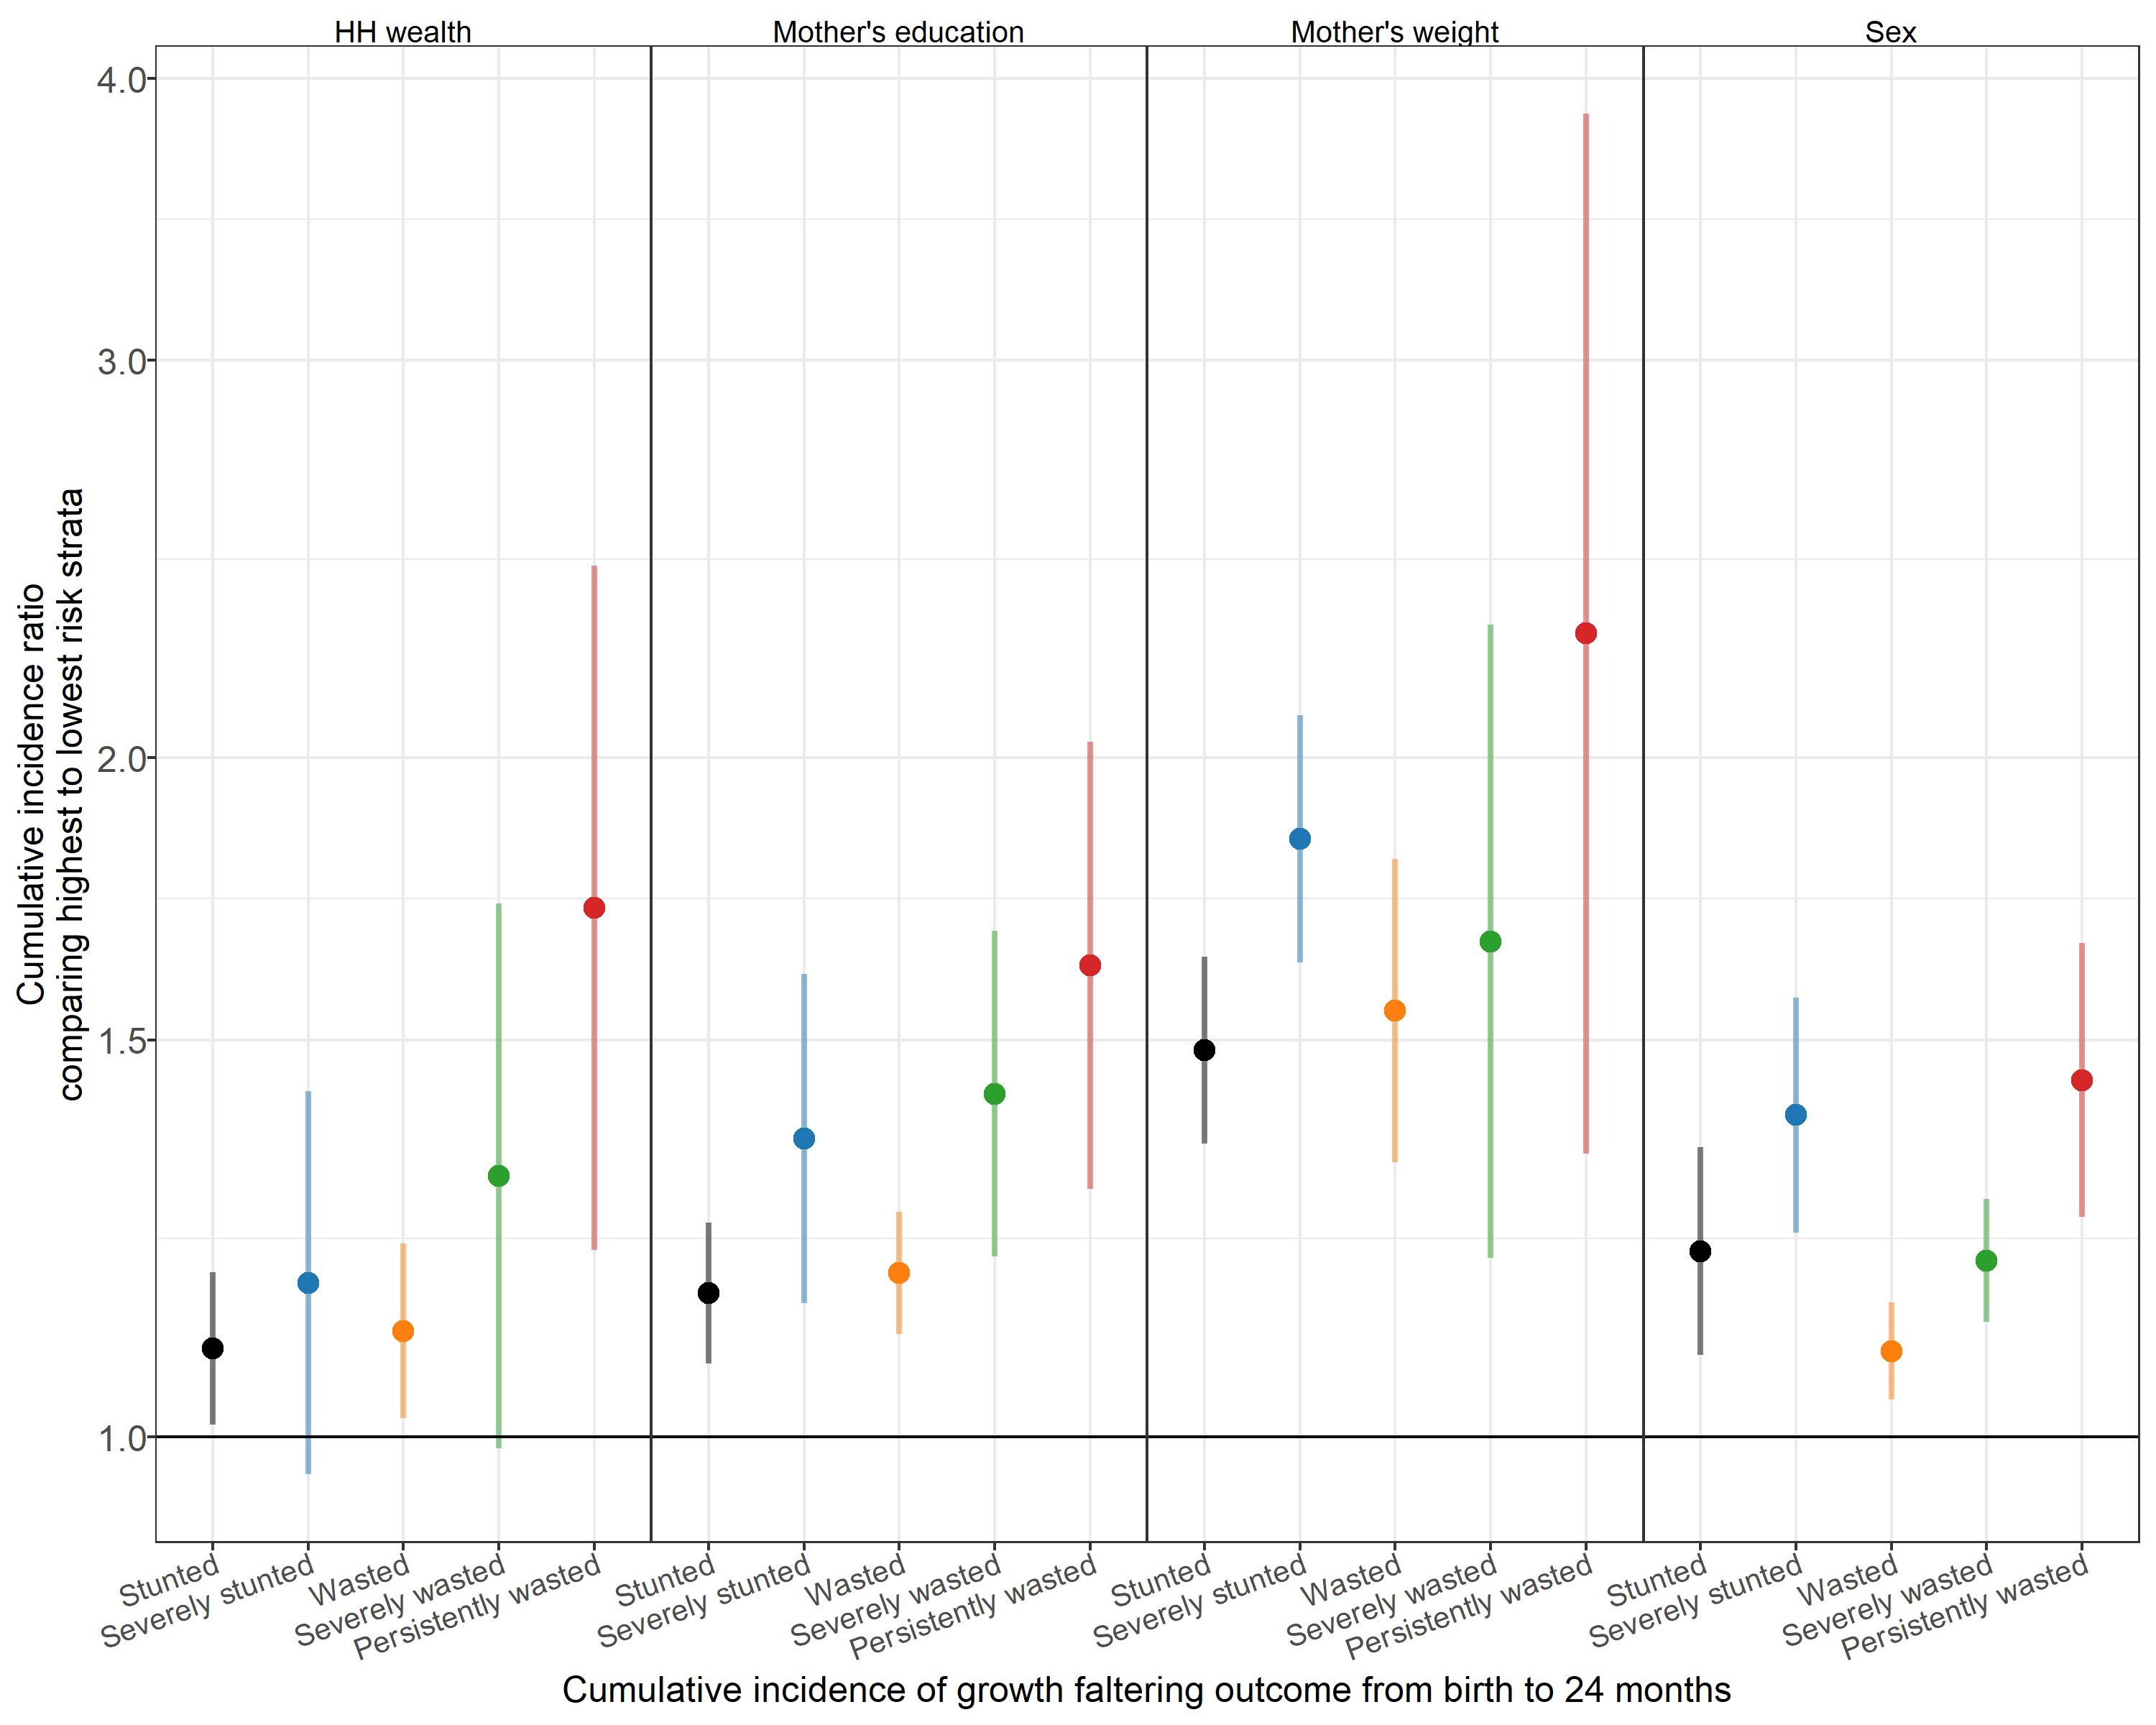 HH wealth
Mother's education
Mother's weight
Sex
Cumulative incidence ratio
comparing highest to lowest risk strata
4.0
3.0
2.0
1.5
1.0
Stunted
Severely stunted
Wasted
Severely wasted
Persistently wasted
Stunted
Severely stunted
Wasted
Severely wasted
Persistently wasted
Stunted
Severely stunted
Wasted
Severely wasted
Persistently wasted
Stunted
Severely stunted
Wasted
Severely wasted
Persistently wasted
Cumulative incidence of growth faltering outcome from birth to 24 months